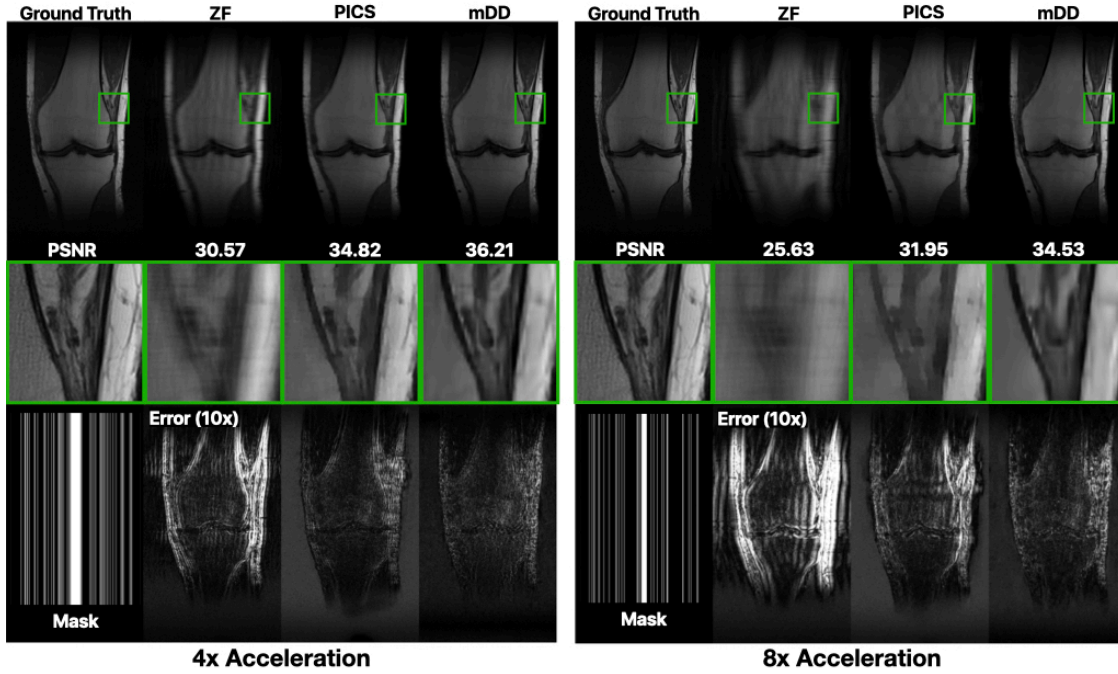 Ground Truth ZF PICS mDD
PSNR 30.57 34.82 36.21
Error (10x)
Mask
4x Acceleration
Ground Truth ZF PICS mDD
PSNR 25.63 31.95 34.53
Error (10x)
Mask
8x Acceleration